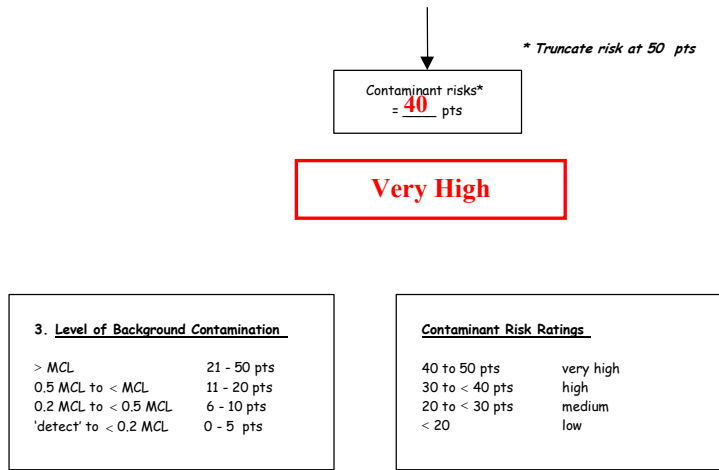 * Truncate risk at 50 pts
Contaminant risks*
= 40 pts
Very High
3. Level of Background Contamination
> MCL 21 - 50 pts
0.5 MCL to < MCL 11 - 20 pts
0.2 MCL to < 0.5 MCL 6 - 10 pts
'detect' to < 0.2 MCL 0 - 5 pts
Contaminant Risk Ratings
40 to 50 pts very high
30 to < 40 pts high
20 to < 30 pts medium
< 20 low